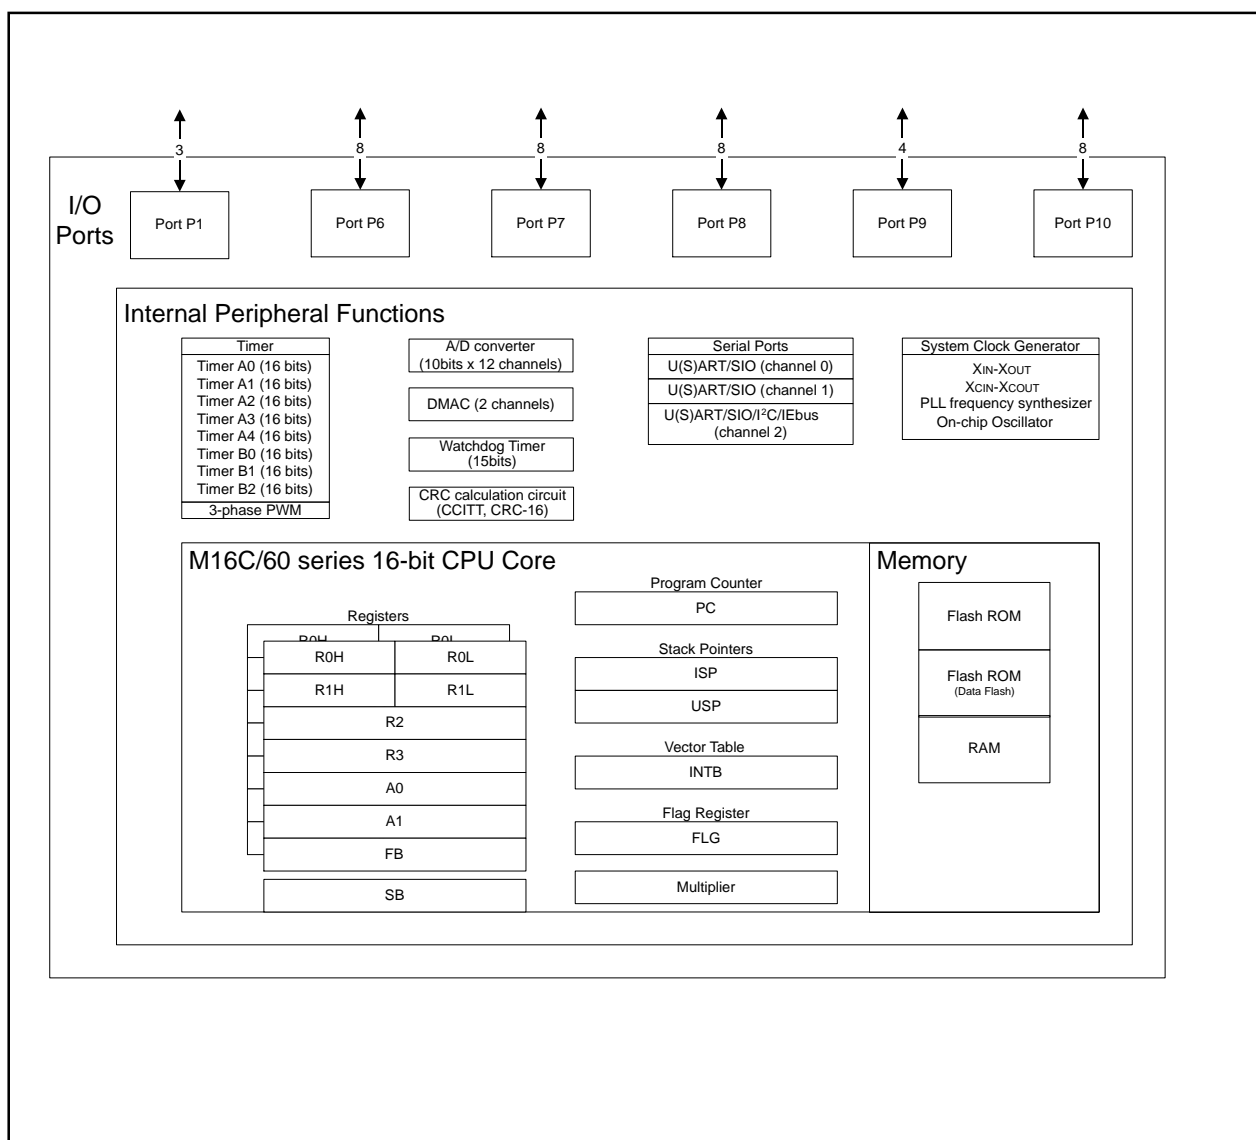 3
8
8
8
4
8
I/O
Ports
Port P1
Port P6
Port P7
Port P8
Port P9
Port P10
Internal Peripheral Functions
Timer
Timer A0 (16 bits)
Timer A1 (16 bits)
Timer A2 (16 bits)
Timer A3 (16 bits)
Timer A4 (16 bits)
Timer B0 (16 bits)
Timer B1 (16 bits)
Timer B2 (16 bits)
3-phase PWM
A/D converter
(10bits x 12 channels)
DMAC (2 channels)
Watchdog Timer
(15bits)
CRC calculation circuit
(CCITT, CRC-16)
Serial Ports
U(S)ART/SIO (channel 0)
U(S)ART/SIO (channel 1)
U(S)ART/SIO/I²C/IEbus
(channel 2)
System Clock Generator
XIN-XOUT
XCIN-XCOUT
PLL frequency synthesizer
On-chip Oscillator
M16C/60 series 16-bit CPU Core
Registers
R0H R0L
R0H R0L
R1H R1L
R2
R3
A0
A1
FB
SB
Program Counter
PC
Stack Pointers
ISP
USP
Vector Table
INTB
Flag Register
FLG
Multiplier
Memory
Flash ROM
Flash ROM
(Data Flash)
RAM